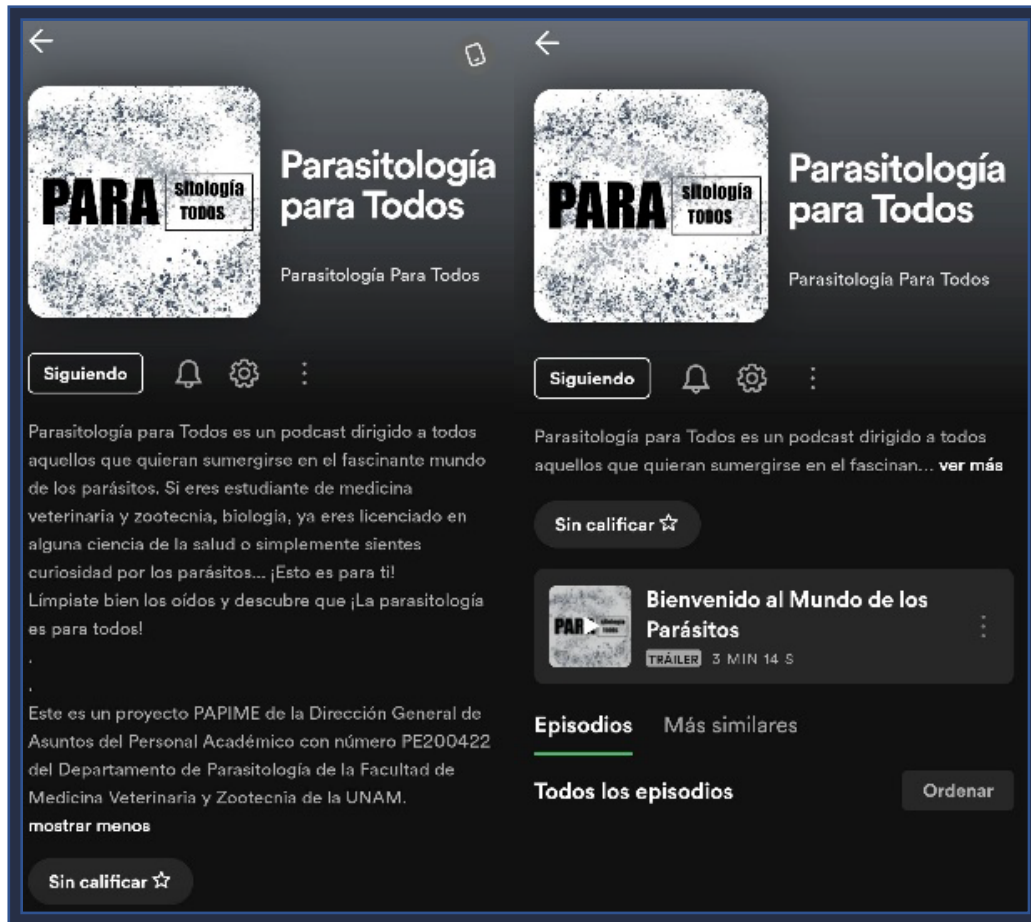 PARA
sitología
TODOS
Parasitología
para Todos
Parasitología Para Todos
Siguiendo
Parasitología para Todos es un podcast dirigido a todos
aquellos que quieran sumergirse en el fascinante mundo
de los parásitos. Si eres estudiante de medicina
veterinaria y zootecnia, biología, ya eres licenciado en
alguna ciencia de la salud o simplemente sientes
curiosidad por los parásitos... ¡Esto es para ti!
Límpiate bien los oídos y descubre que ¡La parasitología
es para todos!
.
.
Este es un proyecto PAPIME de la Dirección General de
Asuntos del Personal Académico con número PE200422
del Departamento de Parasitología de la Facultad de
Medicina Veterinaria y Zootecnia de la UNAM.
mostrar menos
Sin calificar
PARA
sitología
TODOS
Parasitología
para Todos
Parasitología Para Todos
Siguiendo
Parasitología para Todos es un podcast dirigido a todos
aquellos que quieran sumergirse en el fascinan... ver más
Sin calificar
Bienvenido al Mundo de los
Parásitos
TRÁILER 3 MIN 14 S
Episodios Más similares
Todos los episodios Ordenar